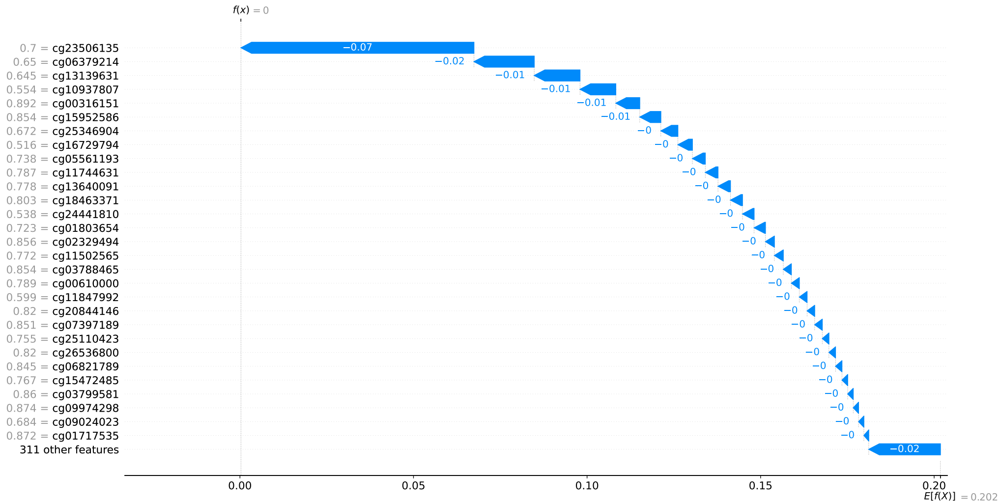 f(x) = 0
0.7 = cg23506135 −0.07
0.65 = cg06379214 −0.02
0.645 = cg13139631 −0.01
0.554 = cg10937807 −0.01
0.892 = cg00316151 −0.01
0.854 = cg15952586 −0.01
0.672 = cg25346904 −0
0.516 = cg16729794 −0
0.738 = cg05561193 −0
0.787 = cg11744631 −0
0.778 = cg13640091 −0
0.803 = cg18463371 −0
0.538 = cg24441810 −0
0.723 = cg01803654 −0
0.856 = cg02329494 −0
0.772 = cg11502565 −0
0.854 = cg03788465 −0
0.789 = cg00610000 −0
0.599 = cg11847992 −0
0.82 = cg20844146 −0
0.851 = cg07397189 −0
0.755 = cg25110423 −0
0.82 = cg26536800 −0
0.845 = cg06821789 −0
0.767 = cg15472485 −0
0.86 = cg03799581 −0
0.874 = cg09974298 −0
0.684 = cg09024023 −0
0.872 = cg01717535 −0
311 other features −0.02
0.00 0.05 0.10 0.15 0.20
E[f(X)] = 0.202